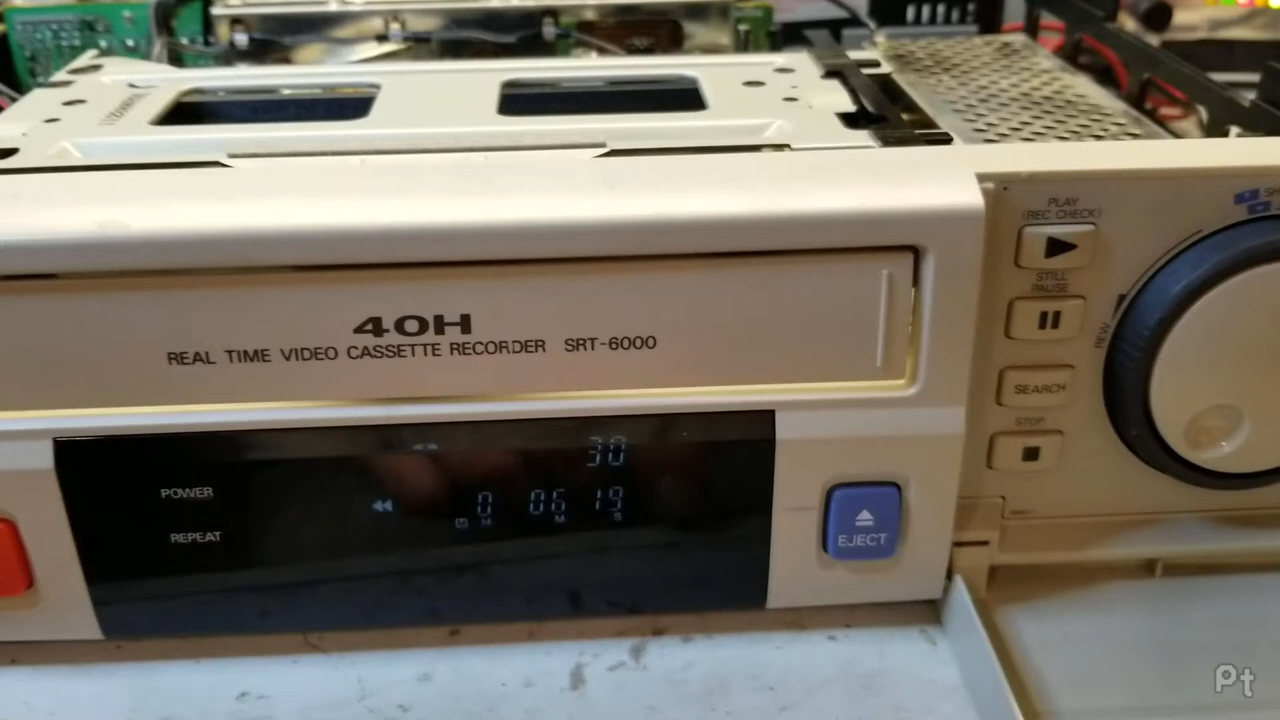 40H
REAL TIME VIDEO CASSETTE RECORDER SRT-6000
PLAY
(REC CHECK)
STILL
PAUSE
REW
SEARCH
STOP
30
POWER
0 06 19
M H M S
REPEAT
EJECT
Pt